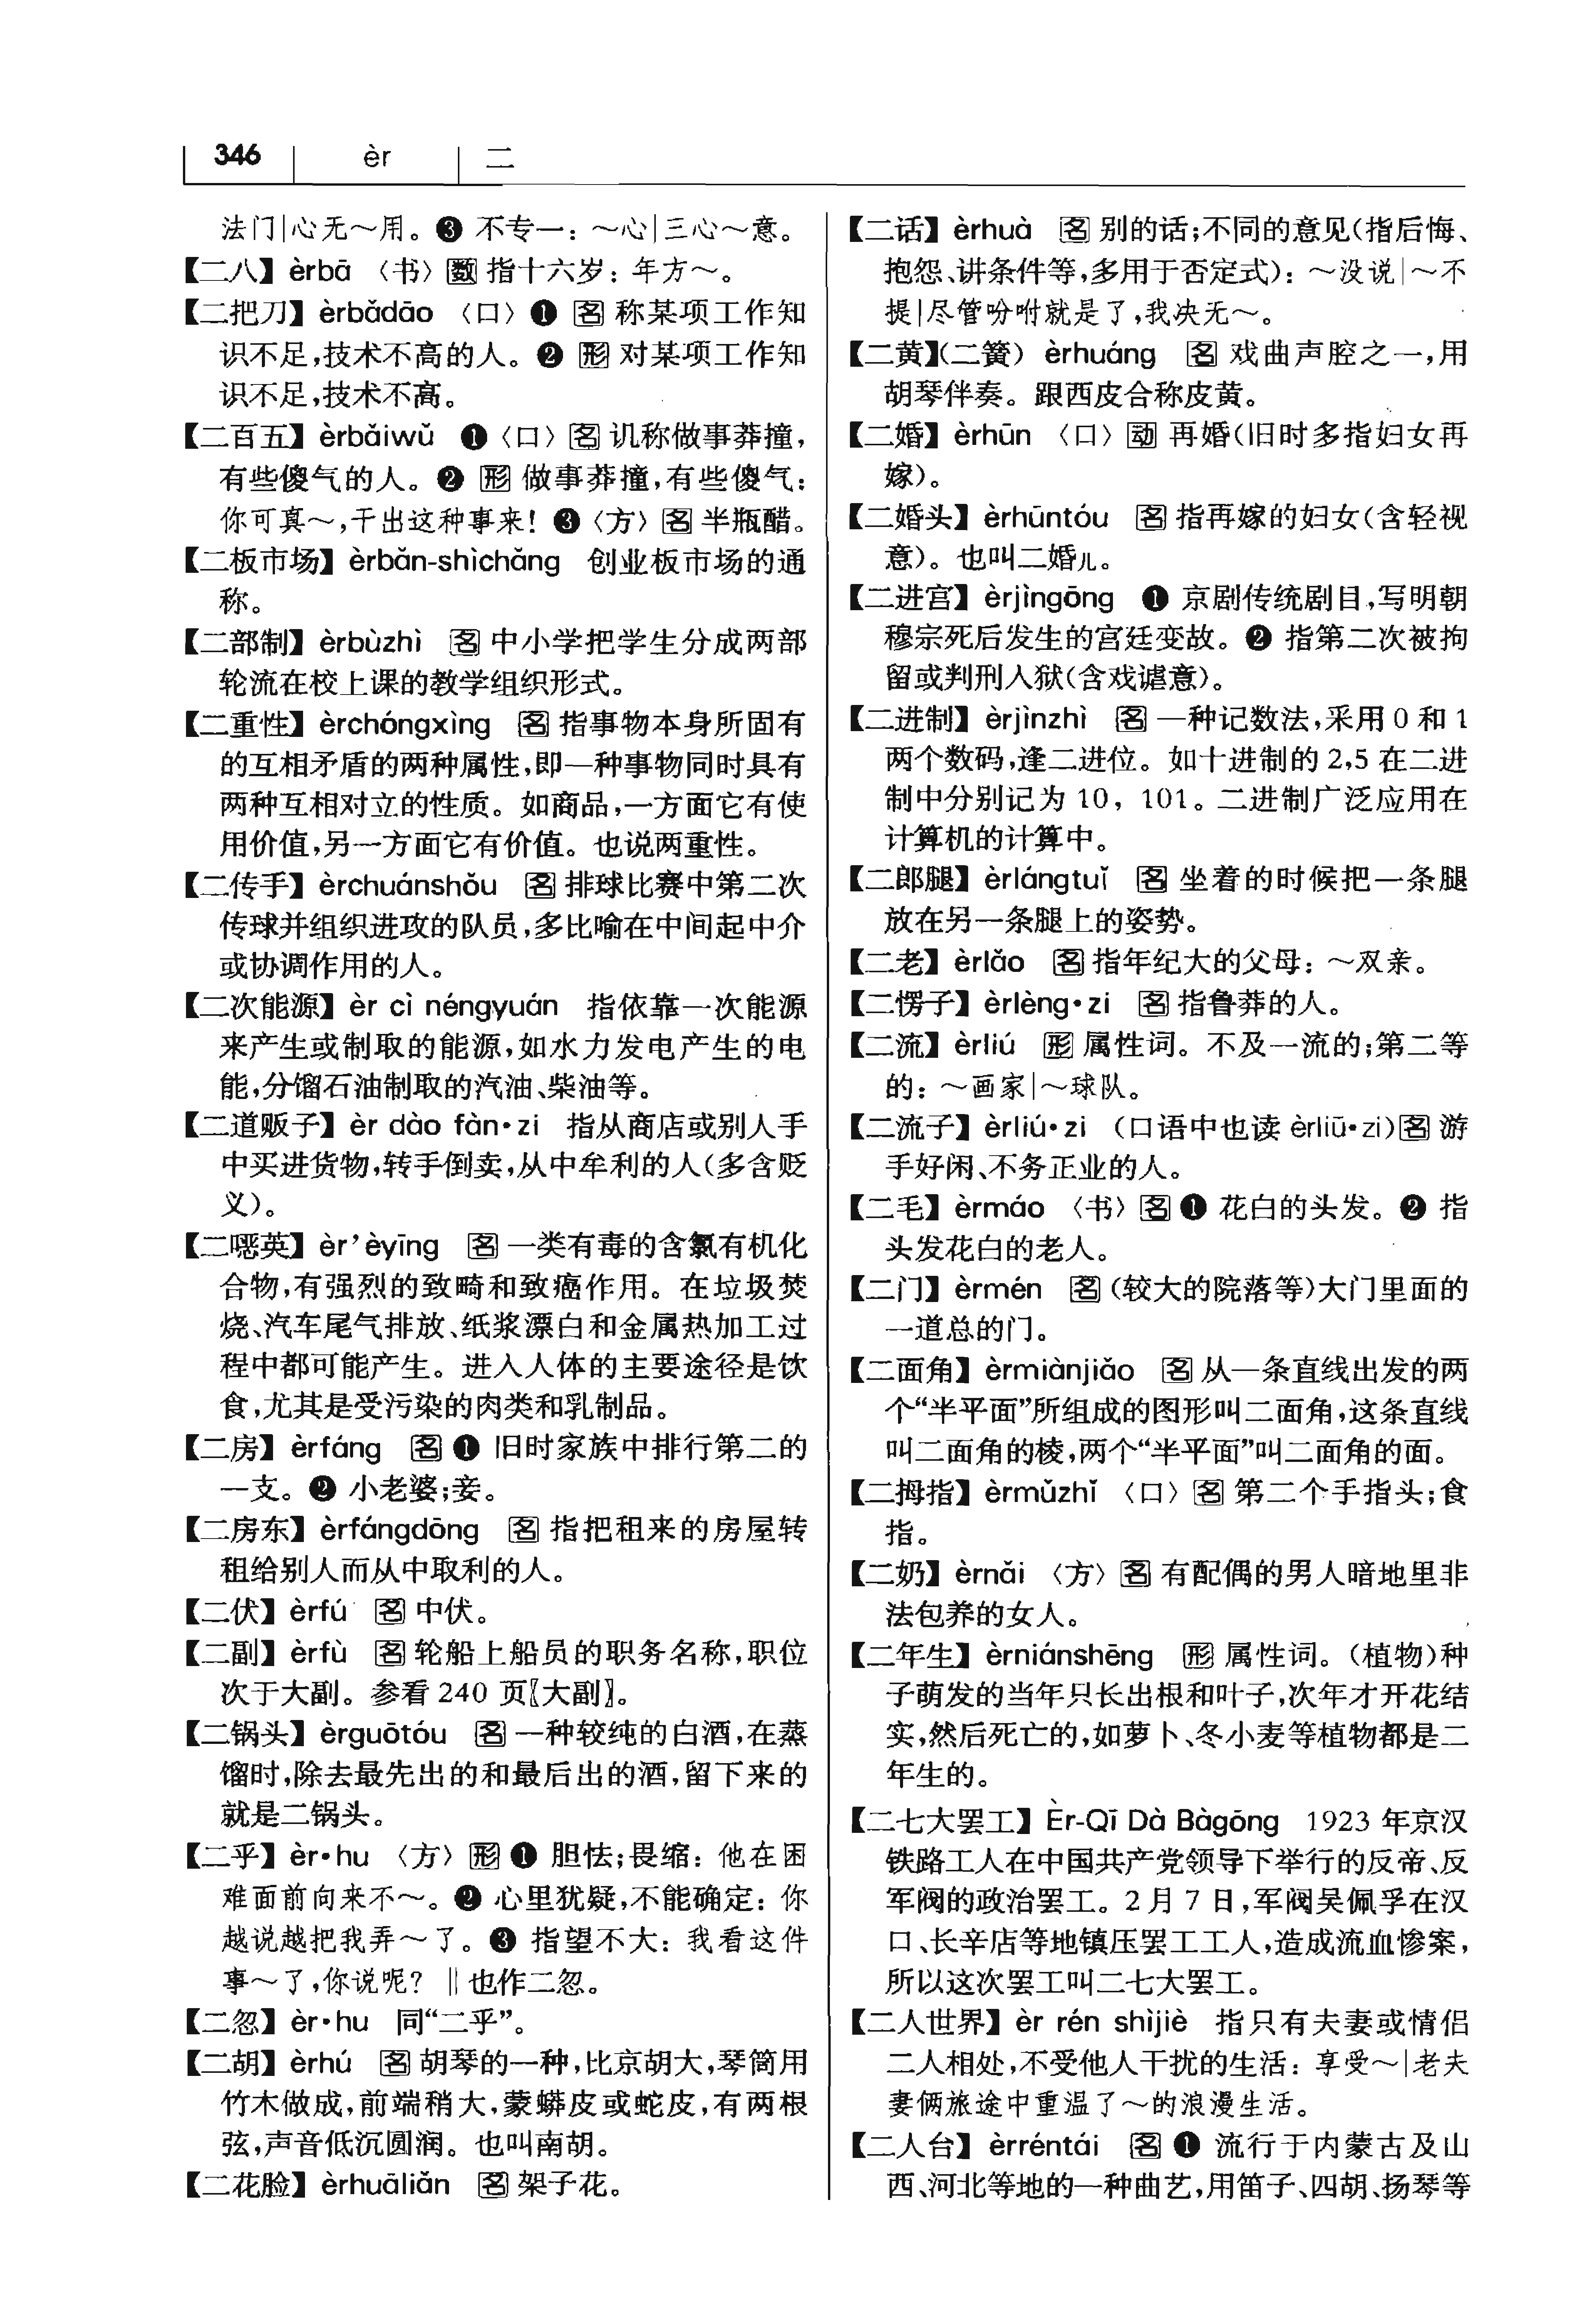 346 èr 二
法门|心无～用。❸ 不专一：～心|三心～意。
【二八】èrbā 〈书〉数 指十六岁：年方～。
【二把刀】èrbǎdāo 〈口〉❶ 名 称某项工作知
识不足,技术不高的人。❷ 形 对某项工作知
识不足,技术不高。
【二百五】èrbǎiwǔ ❶〈口〉名 讥称做事莽撞,
有些傻气的人。❷ 形 做事莽撞,有些傻气：
你可真～,干出这种事来！❸〈方〉名 半瓶醋。
【二板市场】èrbǎn-shìchǎng 创业板市场的通
称。
【二部制】èrbùzhì 名 中小学把学生分成两部
轮流在校上课的教学组织形式。
【二重性】èrchóngxìng 名 指事物本身所固有
的互相矛盾的两种属性,即一种事物同时具有
两种互相对立的性质。如商品,一方面它有使
用价值,另一方面它有价值。也说两重性。
【二传手】èrchuánshǒu 名 排球比赛中第二次
传球并组织进攻的队员,多比喻在中间起中介
或协调作用的人。
【二次能源】èr cì néngyuán 指依靠一次能源
来产生或制取的能源,如水力发电产生的电
能,分馏石油制取的汽油、柴油等。
【二道贩子】èr dào fàn·zi 指从商店或别人手
中买进货物,转手倒卖,从中牟利的人(多含贬
义)。
【二噁英】èr’èyīng 名 一类有毒的含氯有机化
合物,有强烈的致畸和致癌作用。在垃圾焚
烧、汽车尾气排放、纸浆漂白和金属热加工过
程中都可能产生。进入人体的主要途径是饮
食,尤其是受污染的肉类和乳制品。
【二房】èrfáng 名 ❶ 旧时家族中排行第二的
一支。❷ 小老婆;妾。
【二房东】èrfángdōng 名 指把租来的房屋转
租给别人而从中取利的人。
【二伏】èrfú 名 中伏。
【二副】èrfù 名 轮船上船员的职务名称,职位
次于大副。参看 240 页〖大副〗。
【二锅头】èrguōtóu 名 一种较纯的白酒,在蒸
馏时,除去最先出的和最后出的酒,留下来的
就是二锅头。
【二乎】èr·hu 〈方〉形 ❶ 胆怯;畏缩：他在困
难面前向来不～。❷ 心里犹疑,不能确定：你
越说越把我弄～了。❸ 指望不大：我看这件
事～了,你说呢？ ‖ 也作二忽。
【二忽】èr·hu 同“二乎”。
【二胡】èrhú 名 胡琴的一种,比京胡大,琴筒用
竹木做成,前端稍大,蒙蟒皮或蛇皮,有两根
弦,声音低沉圆润。也叫南胡。
【二花脸】èrhuāliǎn 名 架子花。
【二话】èrhuà 名 别的话;不同的意见(指后悔、
抱怨、讲条件等,多用于否定式)：～没说|～不
提|尽管吩咐就是了,我决无～。
【二黄】(二簧) èrhuáng 名 戏曲声腔之一,用
胡琴伴奏。跟西皮合称皮黄。
【二婚】èrhūn 〈口〉动 再婚(旧时多指妇女再
嫁)。
【二婚头】èrhūntóu 名 指再嫁的妇女(含轻视
意)。也叫二婚儿。
【二进宫】èrjìngōng ❶ 京剧传统剧目,写明朝
穆宗死后发生的宫廷变故。❷ 指第二次被拘
留或判刑入狱(含戏谑意)。
【二进制】èrjìnzhì 名 一种记数法,采用 0 和 1
两个数码,逢二进位。如十进制的 2,5 在二进
制中分别记为 10, 101。二进制广泛应用在
计算机的计算中。
【二郎腿】èrlángtuǐ 名 坐着的时候把一条腿
放在另一条腿上的姿势。
【二老】èrlǎo 名 指年纪大的父母：～双亲。
【二愣子】èrlèng·zi 名 指鲁莽的人。
【二流】èrliú 形 属性词。不及一流的;第二等
的：～画家|～球队。
【二流子】èrliú·zi (口语中也读 èrliū·zi)名 游
手好闲、不务正业的人。
【二毛】èrmáo 〈书〉名 ❶ 花白的头发。❷ 指
头发花白的老人。
【二门】èrmén 名 (较大的院落等)大门里面的
一道总的门。
【二面角】èrmiànjiǎo 名 从一条直线出发的两
个“半平面”所组成的图形叫二面角,这条直线
叫二面角的棱,两个“半平面”叫二面角的面。
【二拇指】èrmǔzhǐ 〈口〉名 第二个手指头;食
指。
【二奶】èrnǎi 〈方〉名 有配偶的男人暗地里非
法包养的女人。
【二年生】èrniánshēng 形 属性词。(植物)种
子萌发的当年只长出根和叶子,次年才开花结
实,然后死亡的,如萝卜、冬小麦等植物都是二
年生的。
【二七大罢工】Èr-Qī Dà Bàgōng 1923 年京汉
铁路工人在中国共产党领导下举行的反帝、反
军阀的政治罢工。2 月 7 日,军阀吴佩孚在汉
口、长辛店等地镇压罢工工人,造成流血惨案,
所以这次罢工叫二七大罢工。
【二人世界】èr rén shìjiè 指只有夫妻或情侣
二人相处,不受他人干扰的生活：享受～|老夫
妻俩旅途中重温了～的浪漫生活。
【二人台】èrréntái 名 ❶ 流行于内蒙古及山
西、河北等地的一种曲艺,用笛子、四胡、扬琴等